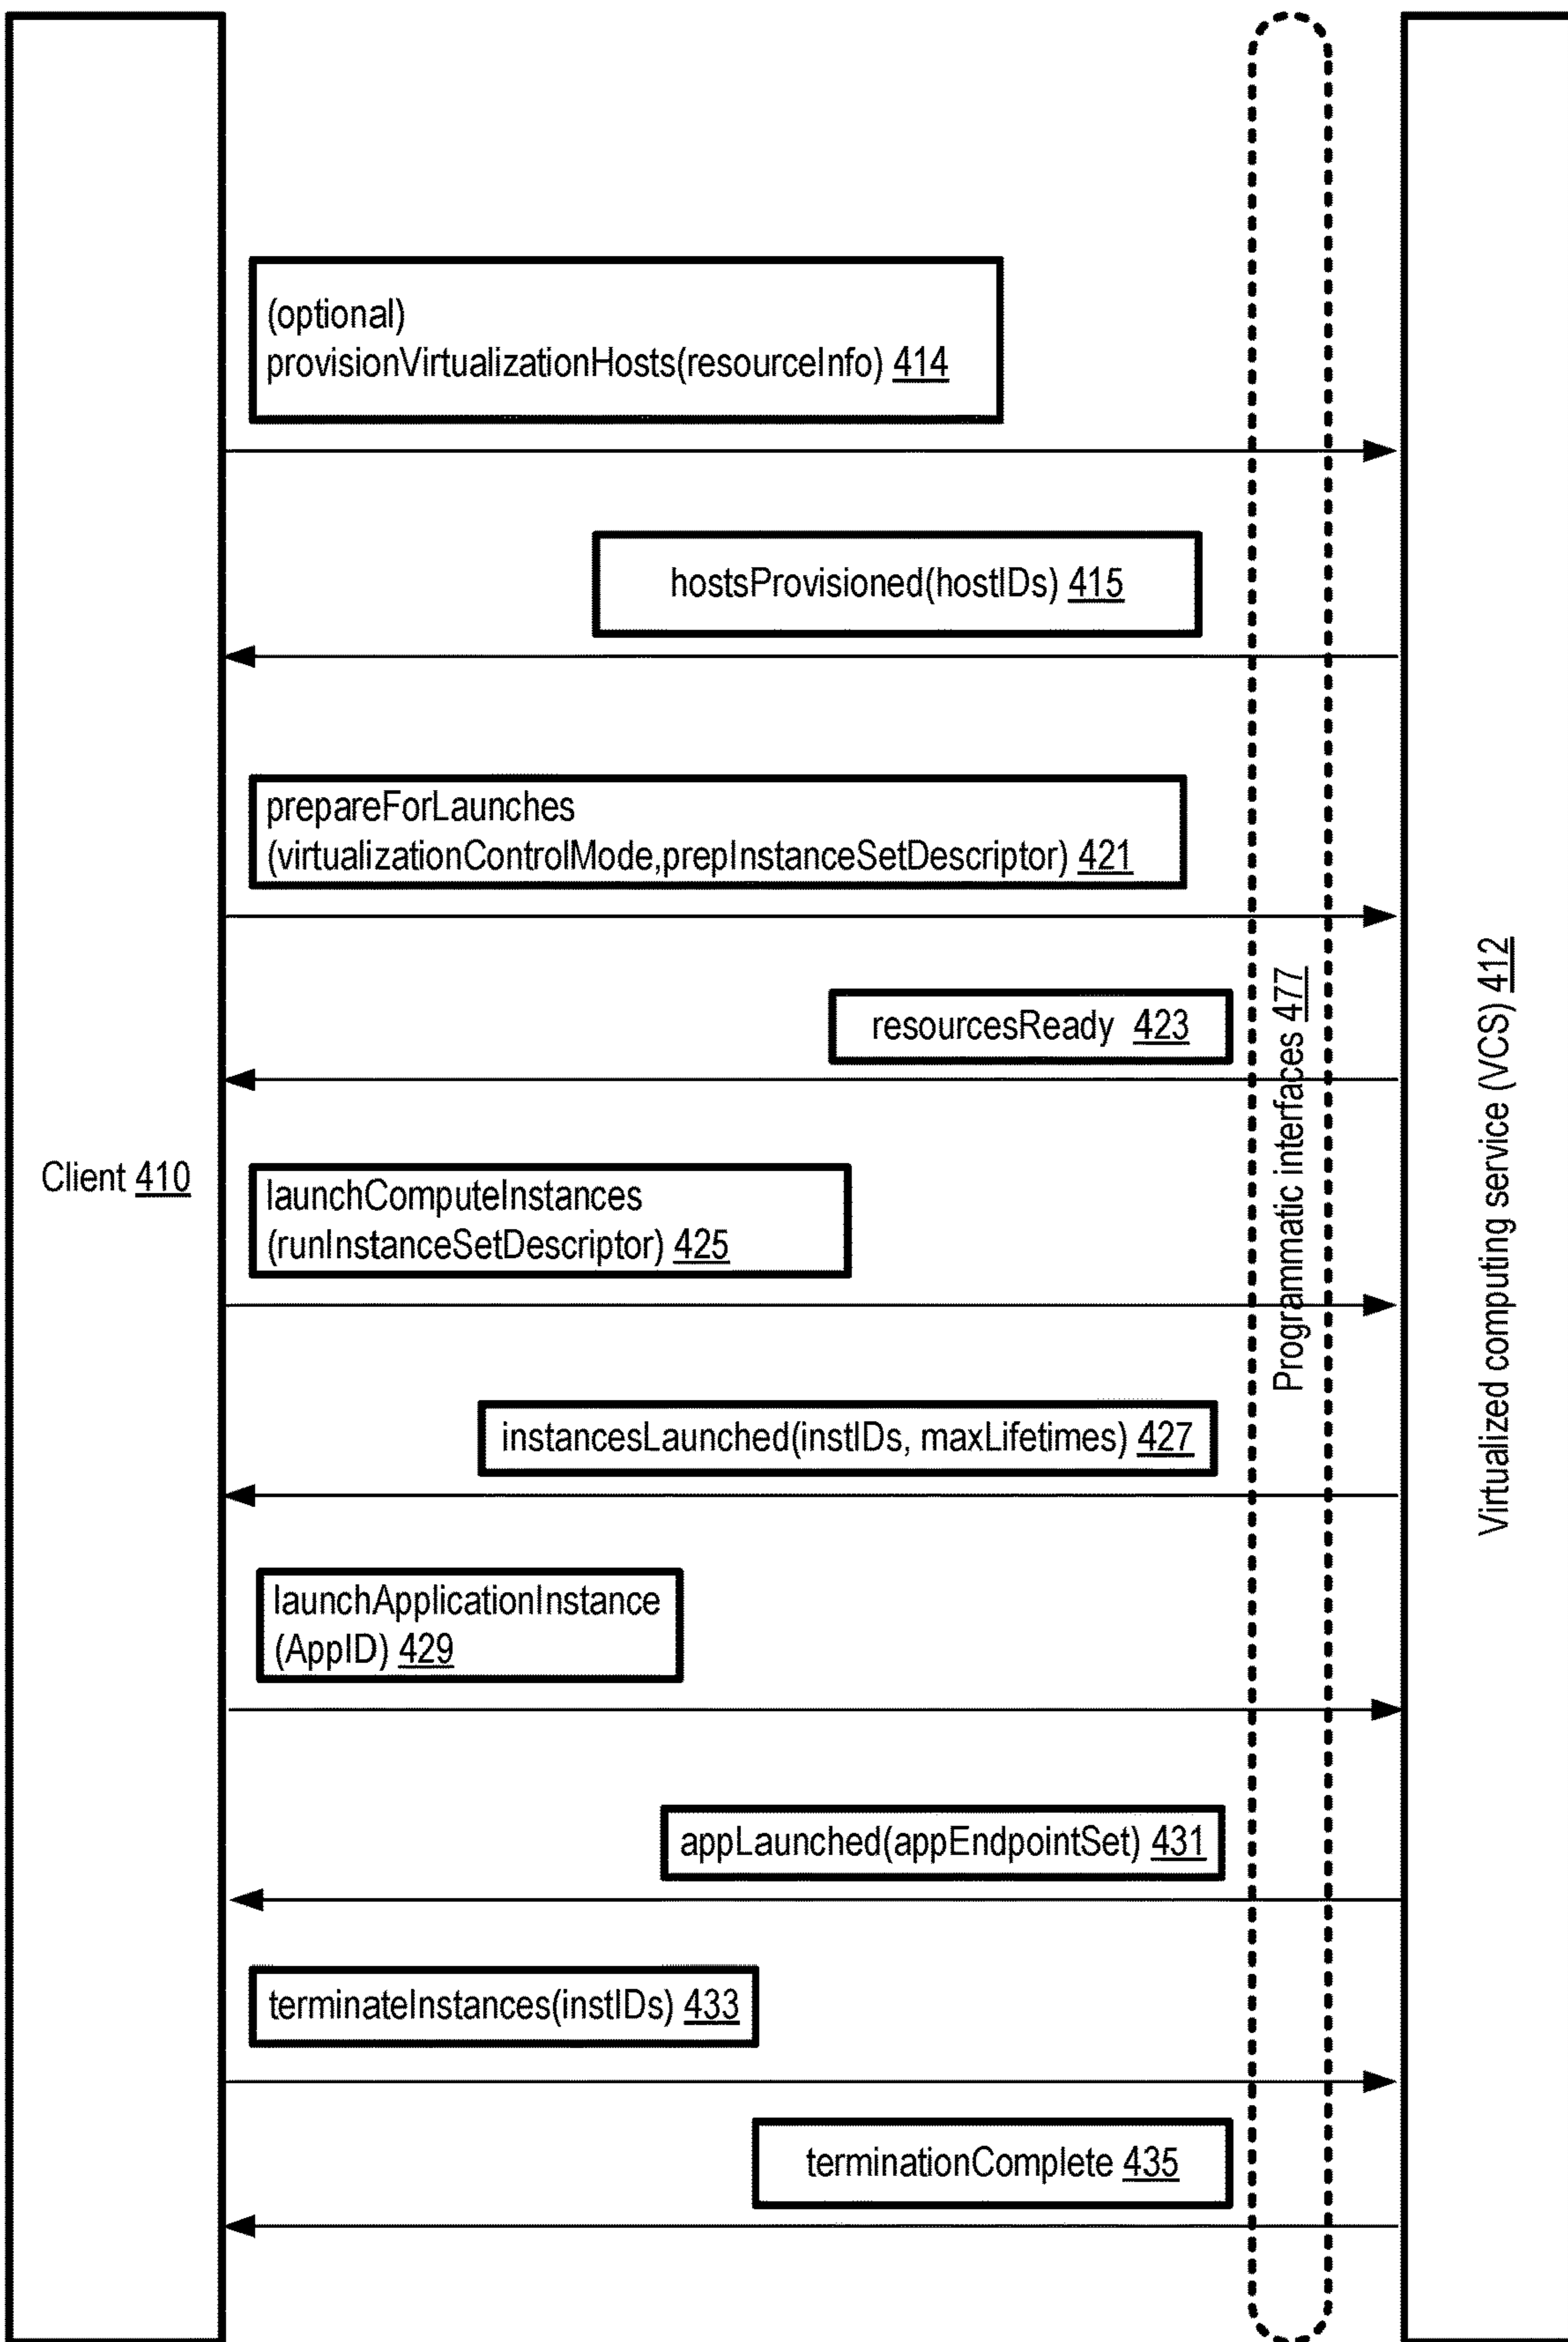 (optional)
provisionVirtualizationHosts(resourceInfo) 414
hostsProvisioned(hostIDs) 415
prepareForLaunches
(virtualizationControlMode,prepInstanceSetDescriptor) 421
resourcesReady 423
Client 410
launchComputeInstances
(runInstanceSetDescriptor) 425
instancesLaunched(instIDs, maxLifetimes) 427
launchApplicationInstance
(AppID) 429
appLaunched(appEndpointSet) 431
terminateInstances(instIDs) 433
terminationComplete 435
Programmatic interfaces 477
Virtualized computing service (VCS) 412